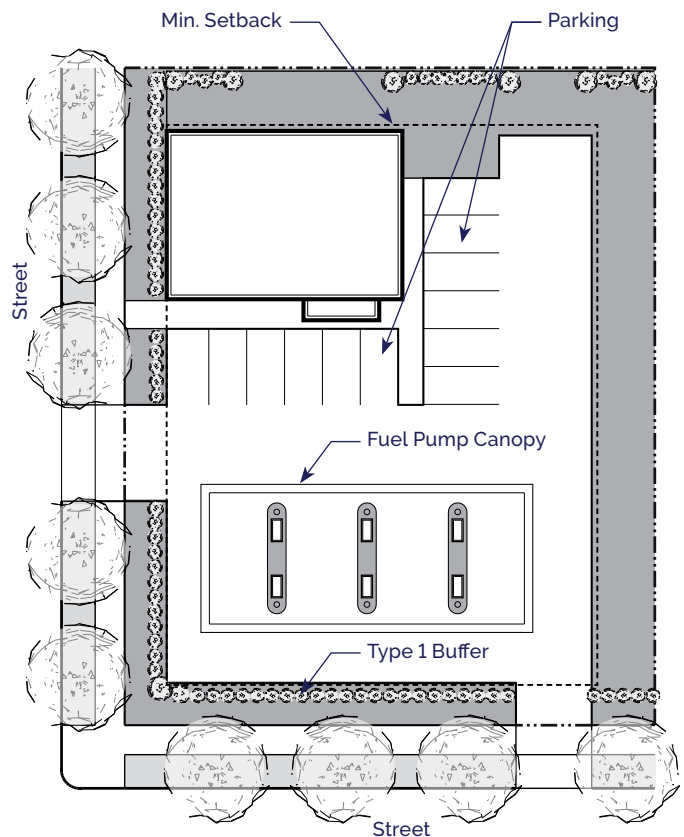 Min. Setback
Parking
Street
Fuel Pump Canopy
Type 1 Buffer
Street